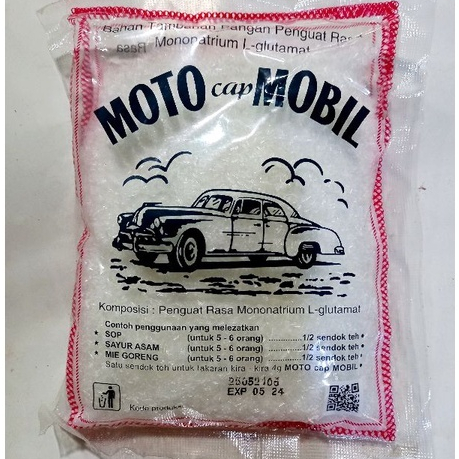 Bahan Tambahan Pangan Penguat Rasa
Mononatrium L-glutamat
MOTO cap MOBIL
Komposisi : Penguat Rasa Mononatrium L-glutamat
Contoh penggunaan yang melezatkan
* SOP (untuk 5 - 6 orang) ............1/2 sendok teh •
* SAYUR ASAM (untuk 5 - 6 orang) ............1/2 sendok teh •
* MIE GORENG (untuk 5 - 6 orang) ............1/2 sendok teh •
Satu sendok teh untuk takaran kira - kira 4g MOTO cap MOBIL •
EXP 05 24
Kode produksi